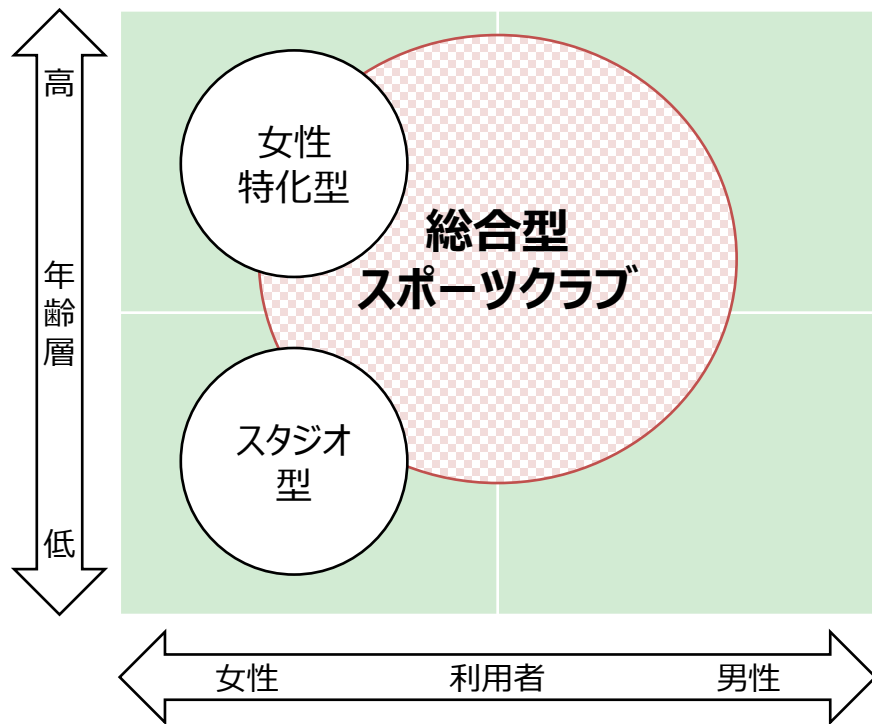 高
年齢層
低
女性
特化型
総合型
スポーツクラブ
スタジオ
型
女性
利用者
男性